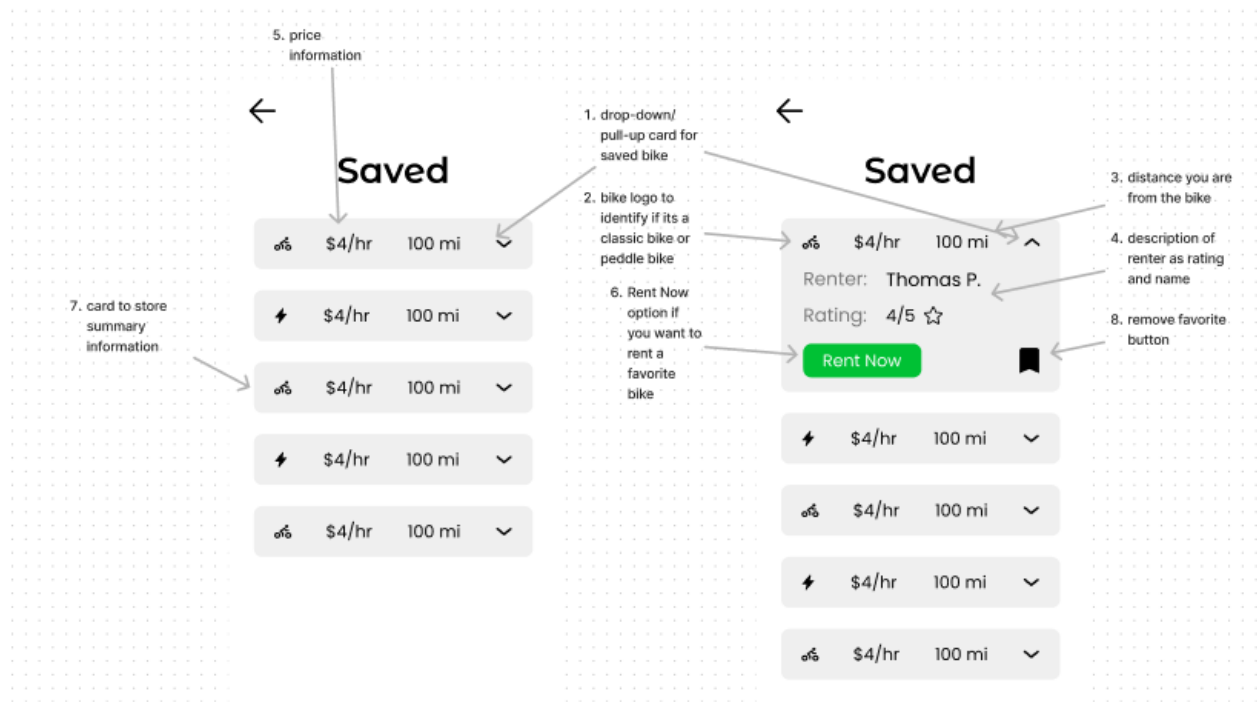 5. price
information
Saved
$4/hr 100 mi
$4/hr 100 mi
$4/hr 100 mi
$4/hr 100 mi
$4/hr 100 mi
7. card to store
summary
information
1. drop-down/
pull-up card for
saved bike
2. bike logo to
identify if its a
classic bike or
peddle bike
6. Rent Now
option if
you want to
rent a
favorite
bike
Saved
$4/hr 100 mi
Renter: Thomas P.
Rating: 4/5
Rent Now
$4/hr 100 mi
$4/hr 100 mi
$4/hr 100 mi
$4/hr 100 mi
3. distance you are
from the bike
4. description of
renter as rating
and name
8. remove favorite
button